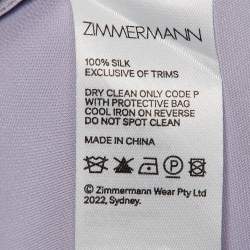 ZIMMERMANN
100% SILK
EXCLUSIVE OF TRIMS
DRY CLEAN ONLY CODE P
WITH PROTECTIVE BAG
COOL IRON ON REVERSE
DO NOT SPOT CLEAN
MADE IN CHINA
P
© Zimmermann Wear Pty Ltd
2022, Sydney.